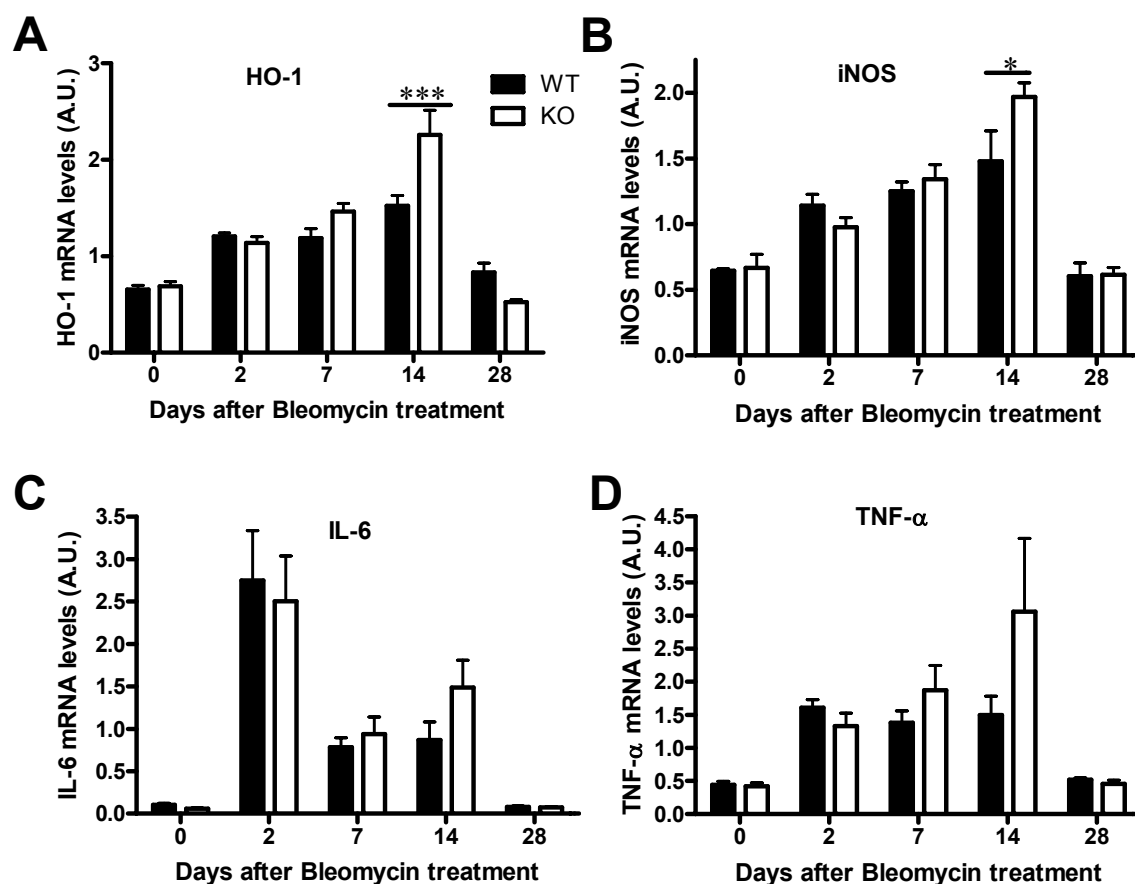 A
HO-1
WT
KO
***
HO-1 mRNA levels (A.U.)
3
2
1
0
0 2 7 14 28
Days after Bleomycin treatment
B
iNOS
*
iNOS mRNA levels (A.U.)
2.0
1.5
1.0
0.5
0.0
0 2 7 14 28
Days after Bleomycin treatment
C
IL-6
IL-6 mRNA levels (A.U.)
3.5
3.0
2.5
2.0
1.5
1.0
0.5
0.0
0 2 7 14 28
Days after Bleomycin treatment
D
TNF-α
TNF-α mRNA levels (A.U.)
4.5
4.0
3.5
3.0
2.5
2.0
1.5
1.0
0.5
0.0
0 2 7 14 28
Days after Bleomycin treatment